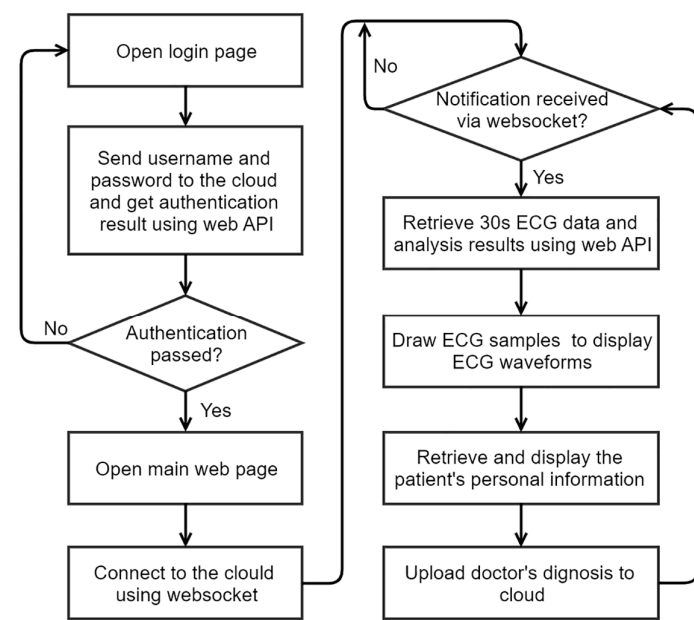 Open login page
Send username and
password to the cloud
and get authentication
result using web API
No
Authentication
passed?
Yes
Open main web page
Connect to the clould
using websocket
No
Notification received
via websocket?
Yes
Retrieve 30s ECG data and
analysis results using web API
Draw ECG samples to display
ECG waveforms
Retrieve and display the
patient's personal information
Upload doctor's dignosis to
cloud